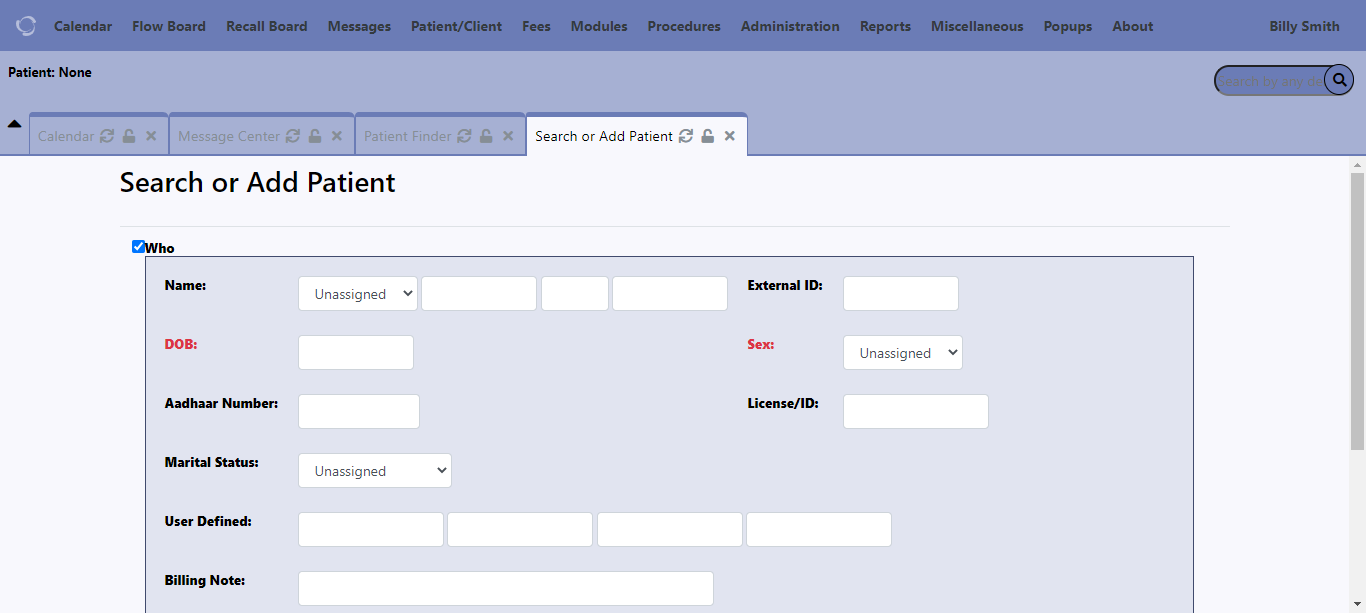 Calendar Flow Board Recall Board Messages Patient/Client Fees Modules Procedures Administration Reports Miscellaneous Popups About Billy Smith
Patient: None
Search by any de
Calendar Message Center Patient Finder Search or Add Patient
Search or Add Patient
Who
Name: Unassigned External ID:
DOB: Sex: Unassigned
Aadhaar Number: License/ID:
Marital Status: Unassigned
User Defined:
Billing Note: